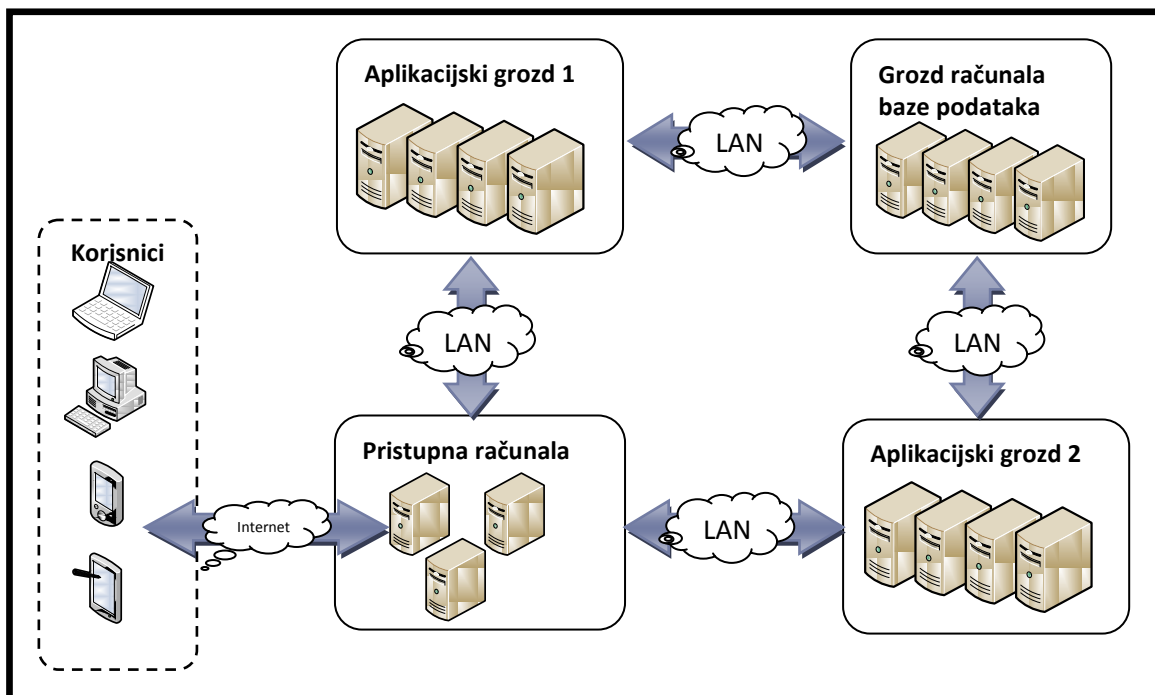 Aplikacijski grozd 1
LAN
Grozd računala
baze podataka
Korisnici
LAN
LAN
Pristupna računala
Aplikacijski grozd 2
Internet
LAN